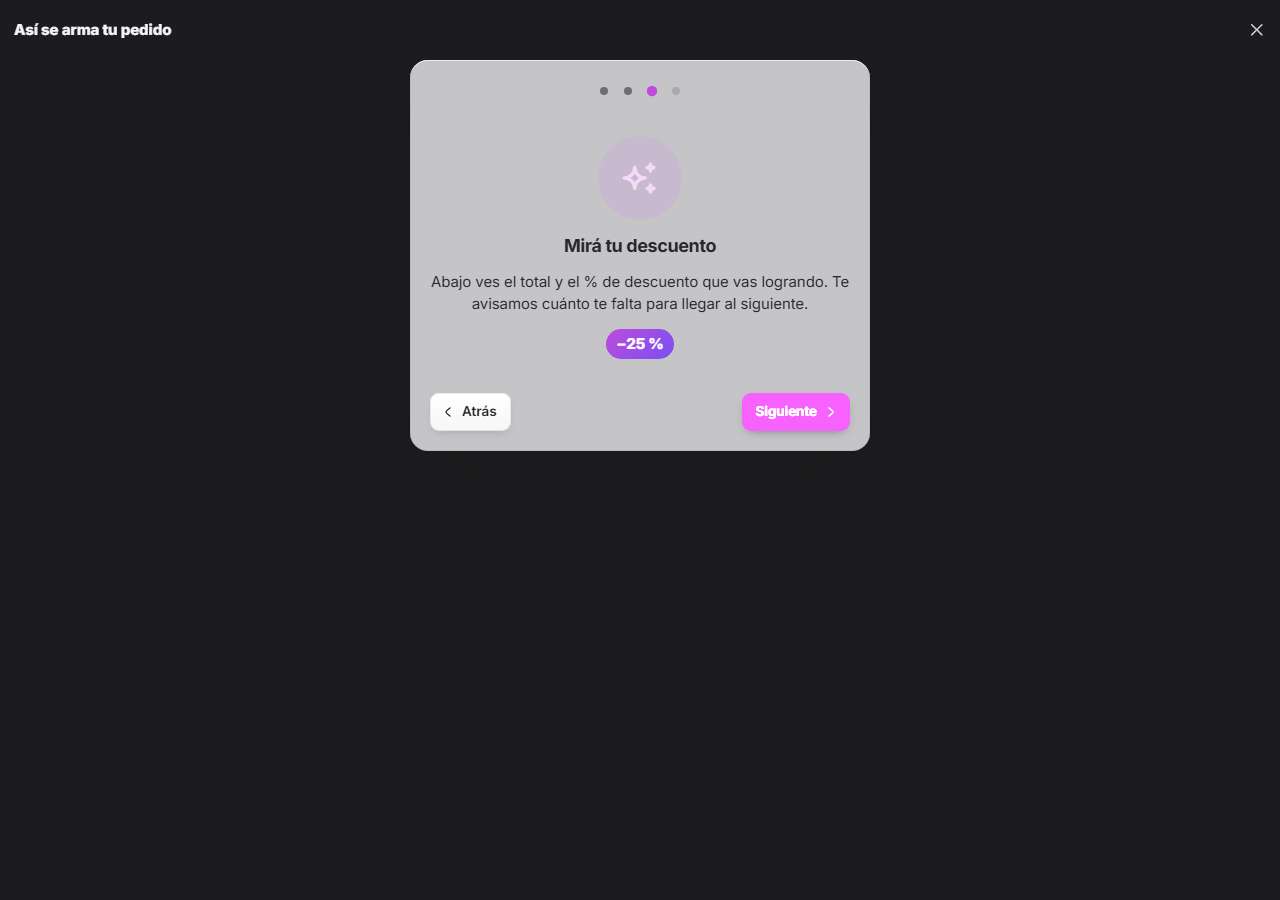 Así se arma tu pedido
Mirá tu descuento
Abajo ves el total y el % de descuento que vas logrando. Te
avisamos cuánto te falta para llegar al siguiente.
−25 %
Atrás
Siguiente